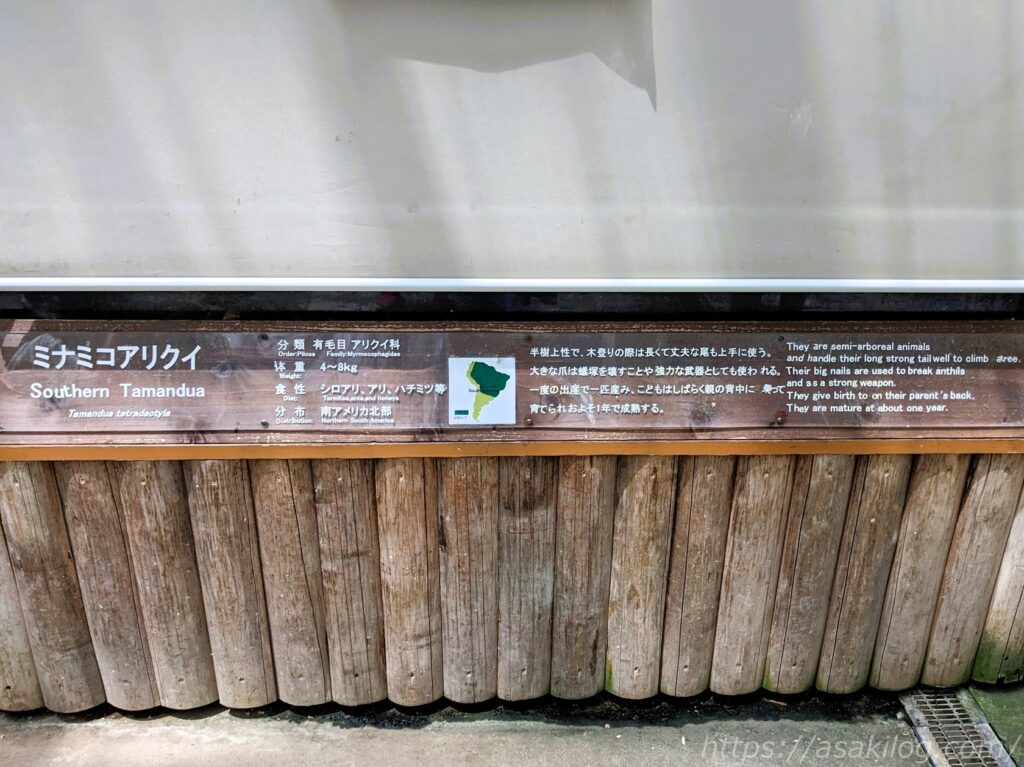 ミナミコアリクイ
Southern Tamandua
Tamandua tetradactyla
分 類 有毛目 アリクイ科
Order:Pilosa Family:Myrmecophagidae
体 重 4～8kg
Weight:
食 性 シロアリ、アリ、ハチミツ等
Diet: Termites,ants,and honeys
分 布 南アメリカ北部
Distribution: Northern South America
半樹上性で、木登りの際は長くて丈夫な尾も上手に使う。
大きな爪は蟻塚を壊すことや 強力な武器としても使わ れる。
一度の出産で一匹産み、こどもはしばらく親の背中に 乗って
育てられおよそ1年で成熟する。
They are semi-arboreal animals
and handle their long strong tail well to climb atree.
Their big nails are used to break anthils
and as a strong weapon.
They give birth to on their parent's back.
They are mature at about one year.
https://asakilog.com/